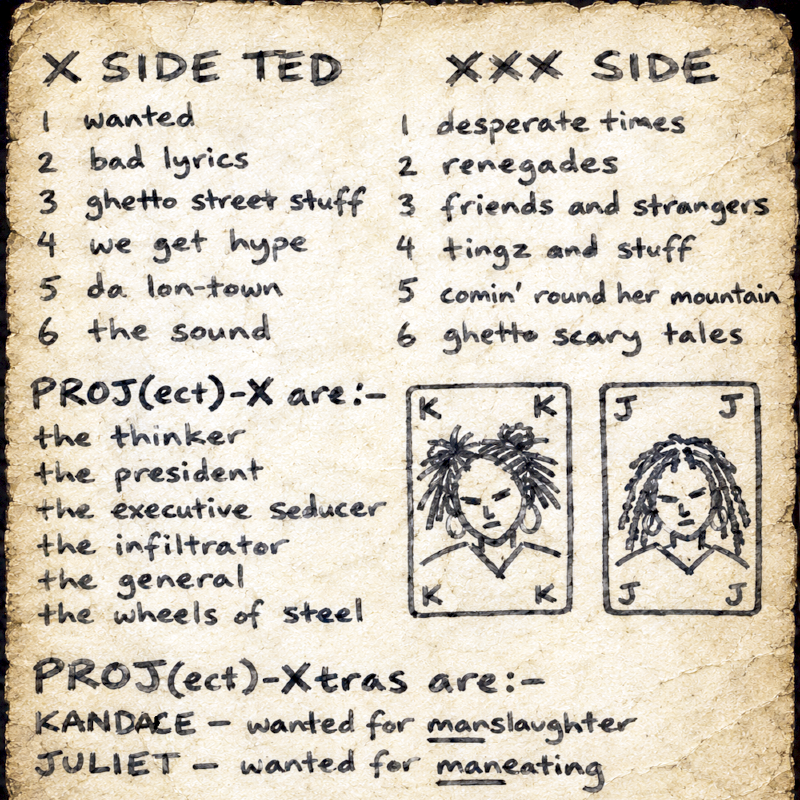 X SIDE TED
1 wanted
2 bad lyrics
3 ghetto street stuff
4 we get hype
5 da lon-town
6 the sound
XXX SIDE
1 desperate times
2 renegades
3 friends and strangers
4 tingz and stuff
5 comin' round her mountain
6 ghetto scary tales
PROJ(ect)-X are:-
the thinker
the president
the executive seducer
the infiltrator
the general
the wheels of steel
K K
K K
J J
J J
PROJ(ect)-Xtras are:-
KANDACE – wanted for manslaughter
JULIET – wanted for maneating